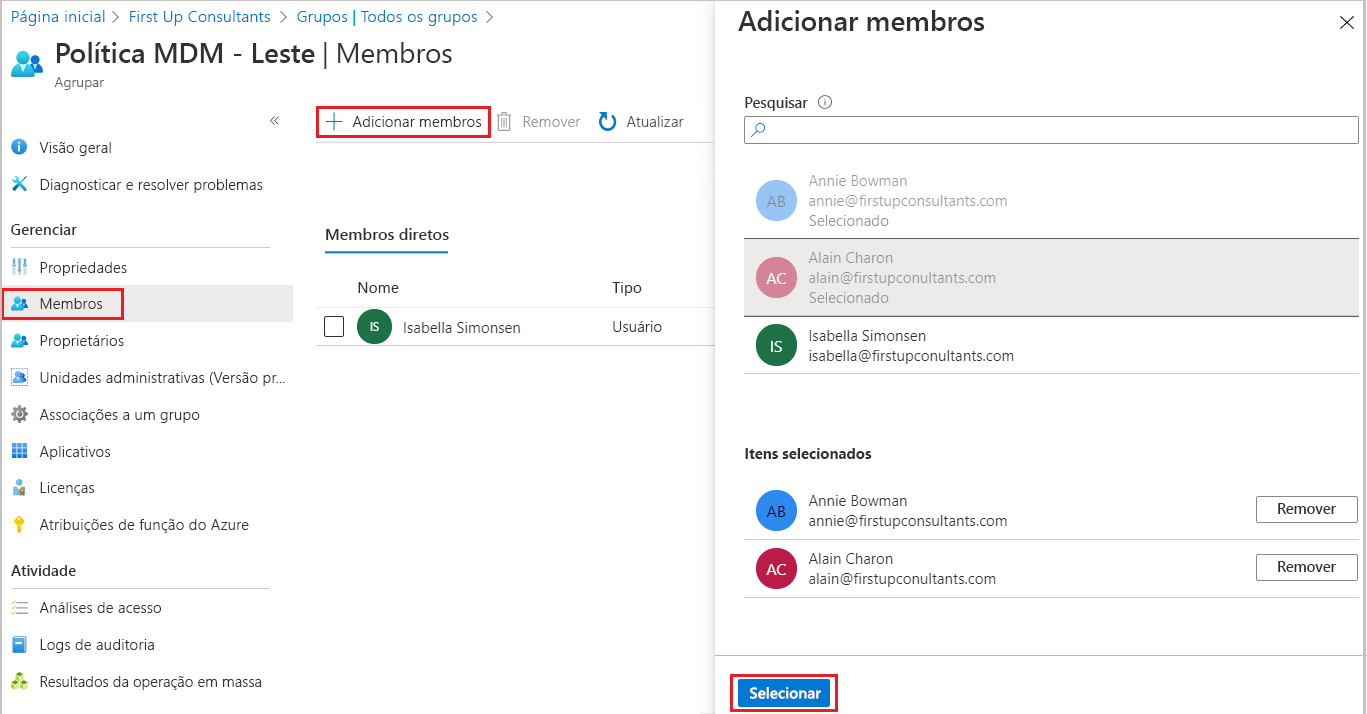 Página inicial > First Up Consultants > Grupos | Todos os grupos >
Política MDM - Leste | Membros
Agrupar
«
Visão geral
Diagnosticar e resolver problemas
Gerenciar
Propriedades
Membros
Proprietários
Unidades administrativas (Versão pr...
Associações a um grupo
Aplicativos
Licenças
Atribuições de função do Azure
Atividade
Análises de acesso
Logs de auditoria
Resultados da operação em massa
Adicionar membros Remover Atualizar
Membros diretos
Nome Tipo
IS Isabella Simonsen Usuário
Adicionar membros
Pesquisar
AB
Annie Bowman
annie@firstupconsultants.com
Selecionado
AC
Alain Charon
alain@firstupconultants.com
Selecionado
IS
Isabella Simonsen
isabella@firstupconultants.com
Itens selecionados
AB
Annie Bowman
annie@firstupconsultants.com
Remover
AC
Alain Charon
alain@firstupconultants.com
Remover
Selecionar